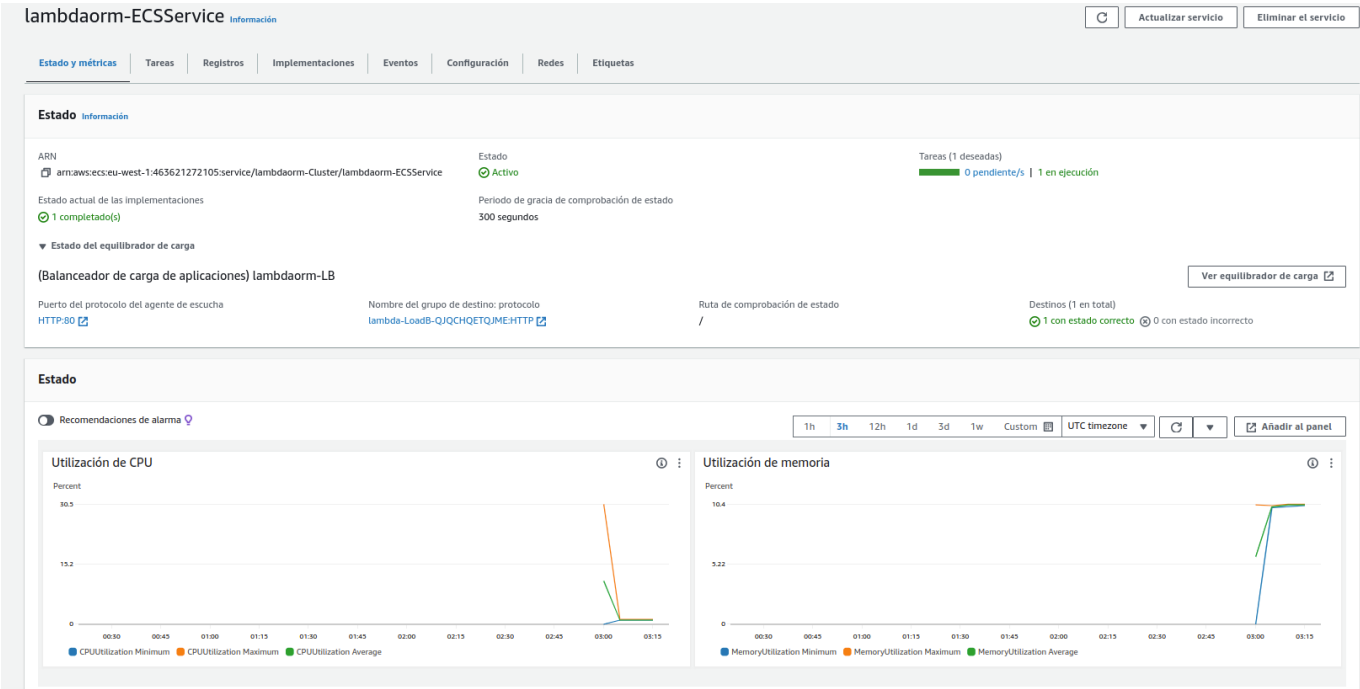 lambdaorm-ECSService Información
Actualizar servicio
Eliminar el servicio
Estado y métricas
Tareas
Registros
Implementaciones
Eventos
Configuración
Redes
Etiquetas
Estado Información
ARN
arn:aws:ecs:eu-west-1:463621272105:service/lambdaorm-Cluster/lambdaorm-ECSService
Estado
Activo
Tareas (1 deseadas)
0 pendiente/s | 1 en ejecución
Estado actual de las implementaciones
1 completado(s)
Periodo de gracia de comprobación de estado
300 segundos
Estado del equilibrador de carga
(Balanceador de carga de aplicaciones) lambdaorm-LB
Ver equilibrador de carga
Puerto del protocolo del agente de escucha
HTTP:80
Nombre del grupo de destino: protocolo
lambda-LoadB-QJQCHQETQJME:HTTP
Ruta de comprobación de estado
/
Destinos (1 en total)
1 con estado correcto 0 con estado incorrecto
Estado
Recomendaciones de alarma
1h 3h 12h 1d 3d 1w Custom
UTC timezone
Añadir al panel
Utilización de CPU
Percent
30.5
15.2
0
00:30 00:45 01:00 01:15 01:30 01:45 02:00 02:15 02:30 02:45 03:00 03:15
CPUUtilization Minimum CPUUtilization Maximum CPUUtilization Average
Utilización de memoria
Percent
10.4
5.22
0
00:30 00:45 01:00 01:15 01:30 01:45 02:00 02:15 02:30 02:45 03:00 03:15
MemoryUtilization Minimum MemoryUtilization Maximum MemoryUtilization Average